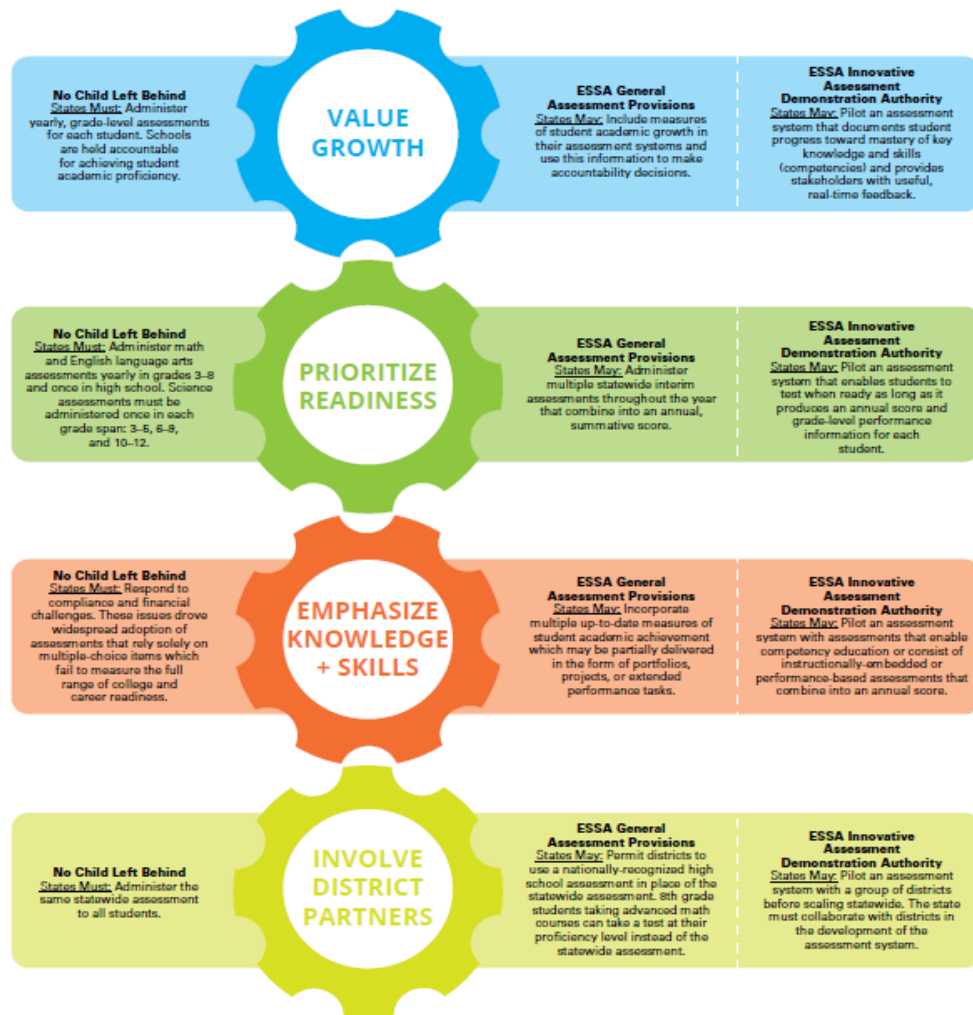 No Child Left Behind
States Must: Administer
yearly, grade-level assessments
for each student. Schools
are held accountable
for achieving student
academic proficiency.
VALUE
GROWTH
ESSA General
Assessment Provisions
States May: Include measures
of student academic growth in
their assessment systems and
use this information to make
accountability decisions.
ESSA Innovative
Assessment
Demonstration Authority
States May: Pilot an assessment
system that documents student
progress toward mastery of key
knowledge and skills
(competencies) and provides
stakeholders with useful,
real-time feedback.
No Child Left Behind
States Must: Administer math
and English language arts
assessments yearly in grades 3–8
and once in high school. Science
assessments must be
administered once in each
grade span: 3–5, 6–9,
and 10–12.
PRIORITIZE
READINESS
ESSA General
Assessment Provisions
States May: Administer
multiple statewide interim
assessments throughout the year
that combine into an annual,
summative score.
ESSA Innovative
Assessment
Demonstration Authority
States May: Pilot an assessment
system that enables students to
test when ready as long as it
produces an annual score and
grade-level performance
information for each
student.
No Child Left Behind
States Must: Respond to
compliance and financial
challenges. These issues drove
widespread adoption of
assessments that rely solely on
multiple-choice items which
fail to measure the full
range of college and
career readiness.
EMPHASIZE
KNOWLEDGE
+ SKILLS
ESSA General
Assessment Provisions
States May: Incorporate
multiple up-to-date measures of
student academic achievement
which may be partially delivered
in the form of portfolios,
projects, or extended
performance tasks.
ESSA Innovative
Assessment
Demonstration Authority
States May: Pilot an assessment
system with assessments that enable
competency education or consist of
instructionally-embedded or
performance-based assessments that
combine into an annual score.
No Child Left Behind
States Must: Administer the
same statewide assessment
to all students.
INVOLVE
DISTRICT
PARTNERS
ESSA General
Assessment Provisions
States May: Permit districts to
use a nationally-recognized high
school assessment in place of the
statewide assessment. 8th grade
students taking advanced math
courses can take a test at their
proficiency level instead of the
statewide assessment.
ESSA Innovative
Assessment
Demonstration Authority
States May: Pilot an assessment
system with a group of districts
before scaling statewide. The state
must collaborate with districts in
the development of the
assessment system.